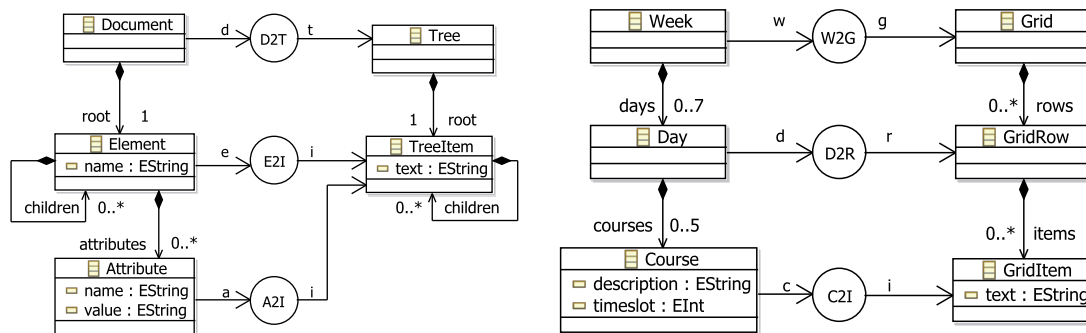 Document
d
D2T
t
Tree
root
1
1
root
Element
name : EString
e
E2I
i
TreeItem
text : EString
children
0..*
0..*
children
attributes
0..*
Attribute
name : EString
value : EString
a
A2I
i
Week
w
W2G
g
Grid
days
0..7
0..*
rows
Day
d
D2R
r
GridRow
courses
0..5
0..*
items
Course
description : EString
timeslot : EInt
c
C2I
i
GridItem
text : EString